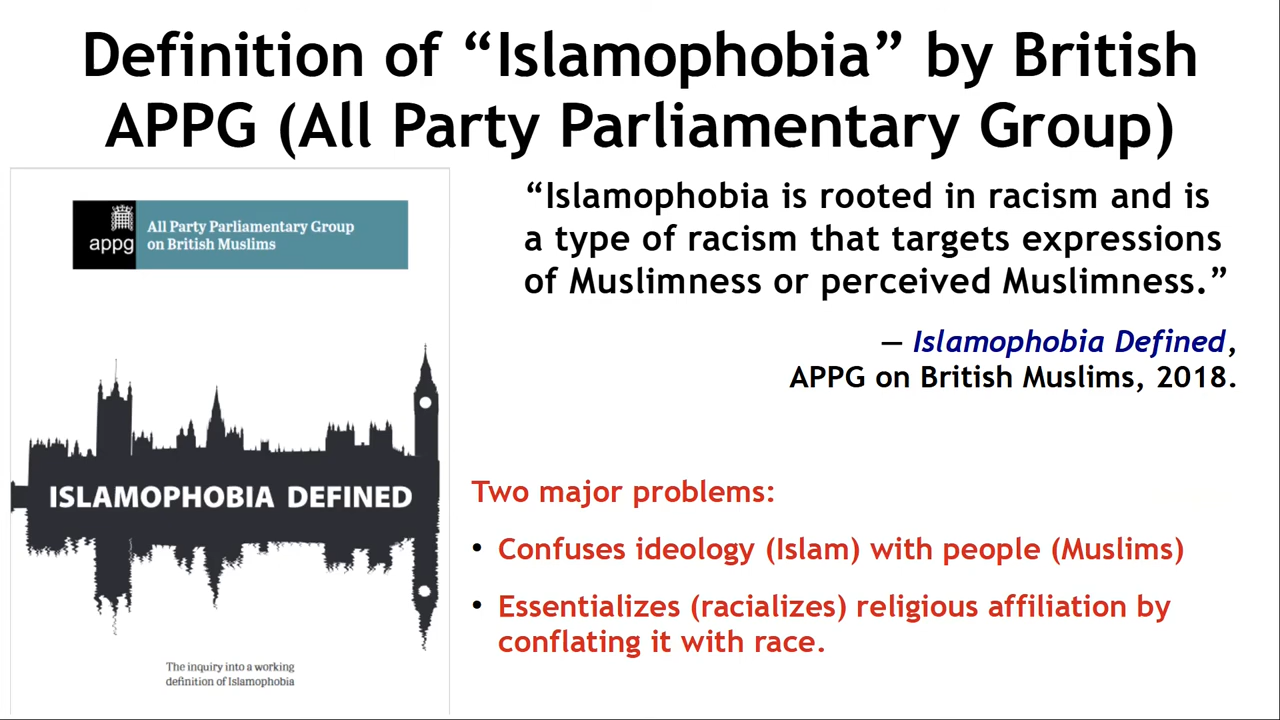 Definition of “Islamophobia” by British
APPG (All Party Parliamentary Group)
appg
All Party Parliamentary Group
on British Muslims
ISLAMOPHOBIA DEFINED
The inquiry into a working
definition of Islamophobia
“Islamophobia is rooted in racism and is
a type of racism that targets expressions
of Muslimness or perceived Muslimness.”
— Islamophobia Defined,
APPG on British Muslims, 2018.
Two major problems:
• Confuses ideology (Islam) with people (Muslims)
• Essentializes (racializes) religious affiliation by
conflating it with race.